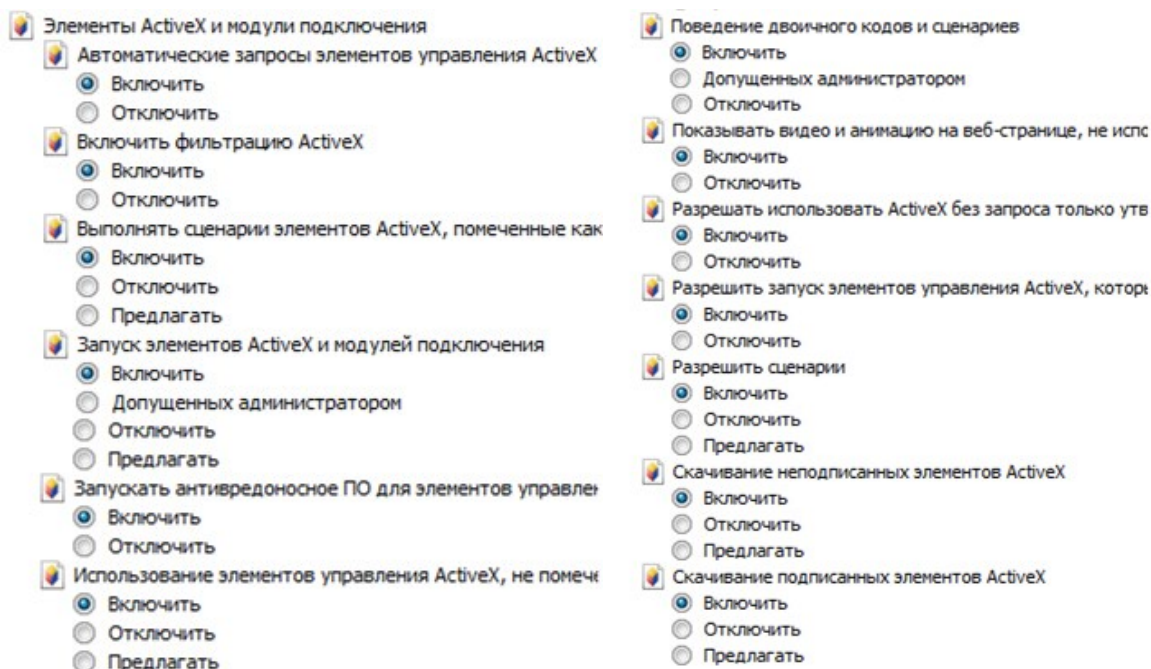 Элементы ActiveX и модули подключения
Автоматические запросы элементов управления ActiveX
Включить
Отключить
Включить фильтрацию ActiveX
Включить
Отключить
Выполнять сценарии элементов ActiveX, помеченные как
Включить
Отключить
Предлагать
Запуск элементов ActiveX и модулей подключения
Включить
Допущенных администратором
Отключить
Предлагать
Запускать антивредоносное ПО для элементов управлен
Включить
Отключить
Использование элементов управления ActiveX, не помече
Включить
Отключить
Предлагать
Поведение двоичного кодов и сценариев
Включить
Допущенных администратором
Отключить
Показывать видео и анимацию на веб-странице, не испо
Включить
Отключить
Разрешать использовать ActiveX без запроса только утв
Включить
Отключить
Разрешить запуск элементов управления ActiveX, которы
Включить
Отключить
Разрешить сценарии
Включить
Отключить
Предлагать
Скачивание неподписанных элементов ActiveX
Включить
Отключить
Предлагать
Скачивание подписанных элементов ActiveX
Включить
Отключить
Предлагать